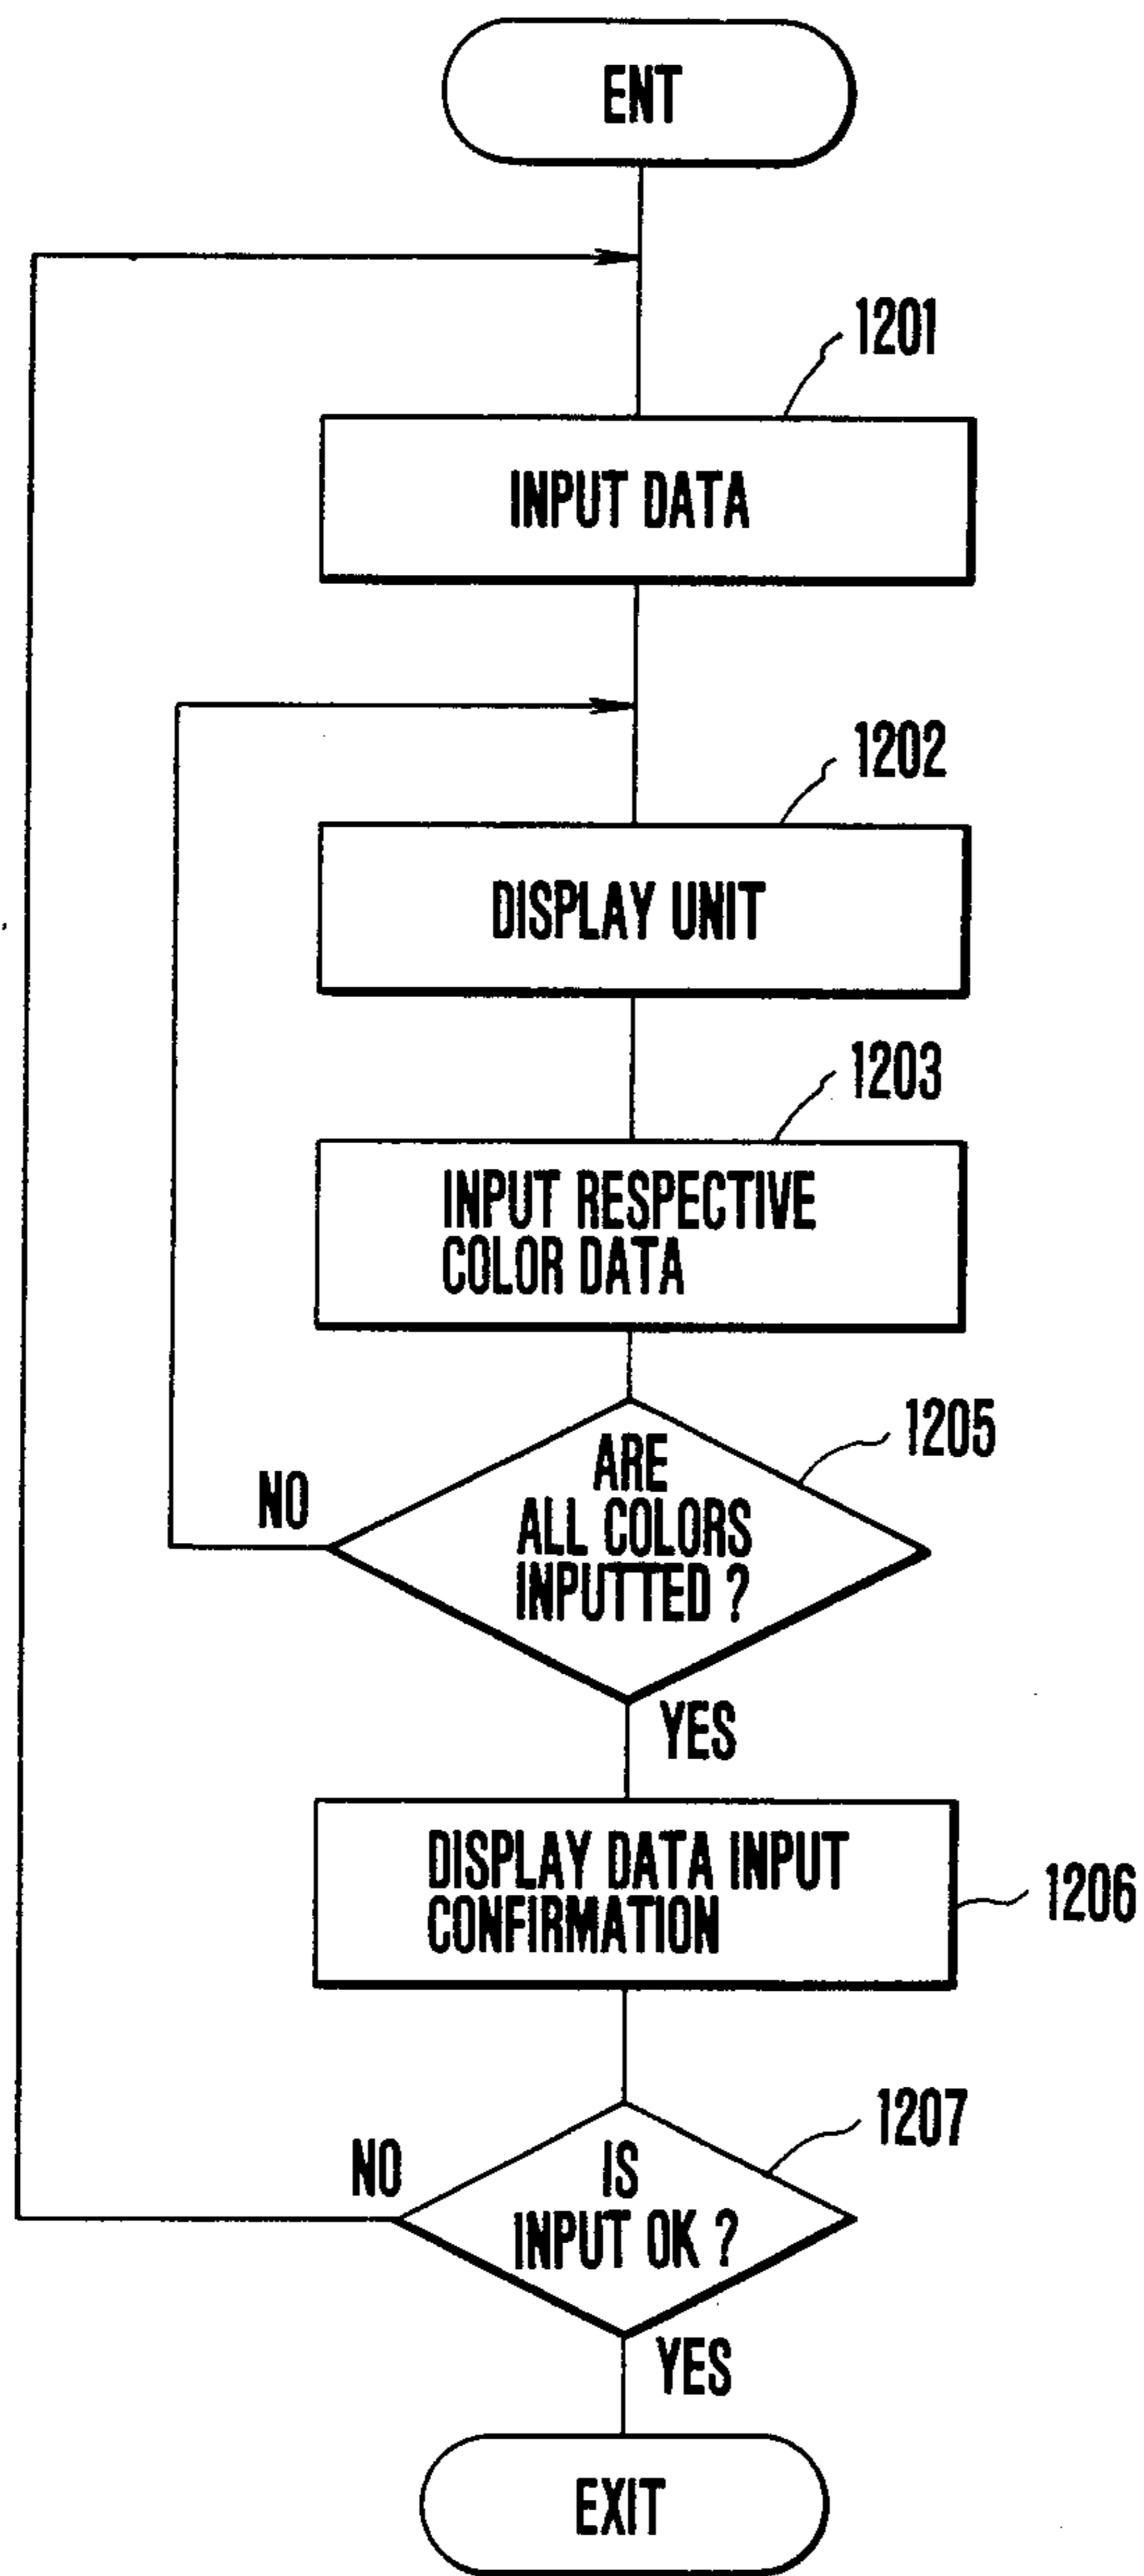 ENT
1201
INPUT DATA
1202
DISPLAY UNIT
1203
INPUT RESPECTIVE
COLOR DATA
1205
ARE
ALL COLORS
INPUTTED ?
NO
YES
DISPLAY DATA INPUT
CONFIRMATION
1206
1207
NO
IS
INPUT OK ?
YES
EXIT